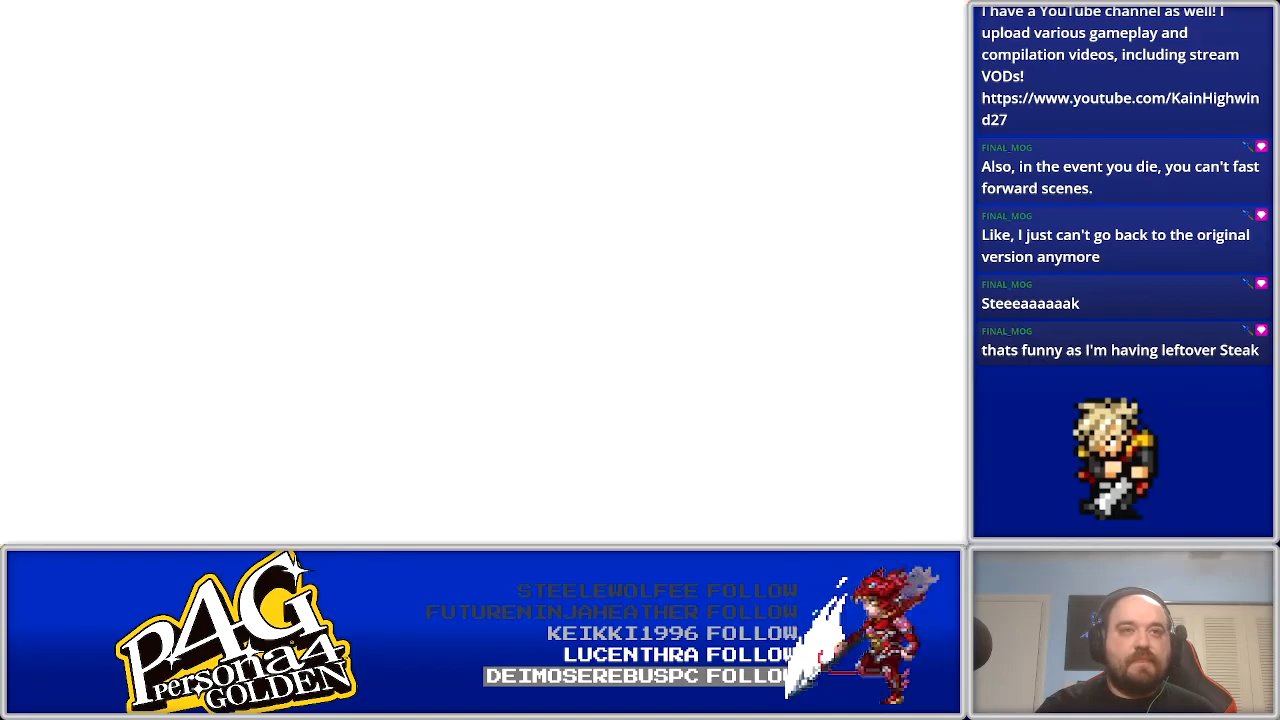 I have a YouTube channel as well! I
upload various gameplay and
compilation videos, including stream
VODs!
https://www.youtube.com/KainHighwin
d27
FINAL_MOG
Also, in the event you die, you can't fast
forward scenes.
FINAL_MOG
Like, I just can't go back to the original
version anymore
FINAL_MOG
Steeeaaaaaak
FINAL_MOG
thats funny as I'm having leftover Steak
P4G
Persona4
GOLDEN
STEELEWOLFEE FOLLOW
FUTURENINJAHEATHER FOLLOW
KEIKKI1996 FOLLOW
LUCENTHRA FOLLOW
DEIMOSEREBUSPC FOLLOW